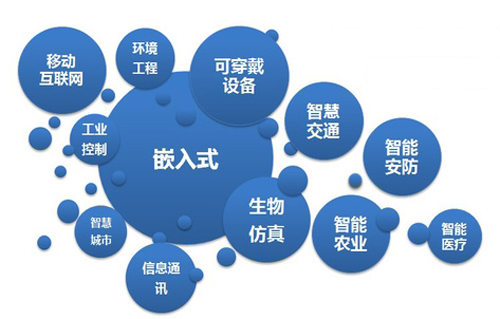 移动
互联网
环境
工程
可穿戴
设备
智慧
交通
工业
控制
嵌入式
智能
安防
生物
仿真
智慧
城市
智能
农业
智能
医疗
信息通
讯